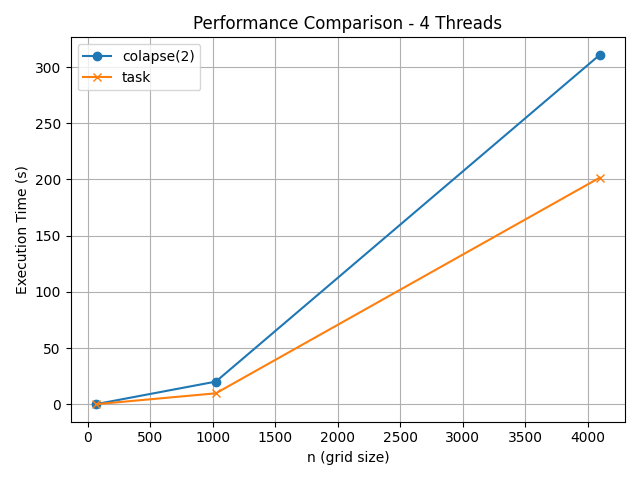 Performance Comparison - 4 Threads
colapse(2)
task
Execution Time (s)
300
250
200
150
100
50
0
0 500 1000 1500 2000 2500 3000 3500 4000
n (grid size)